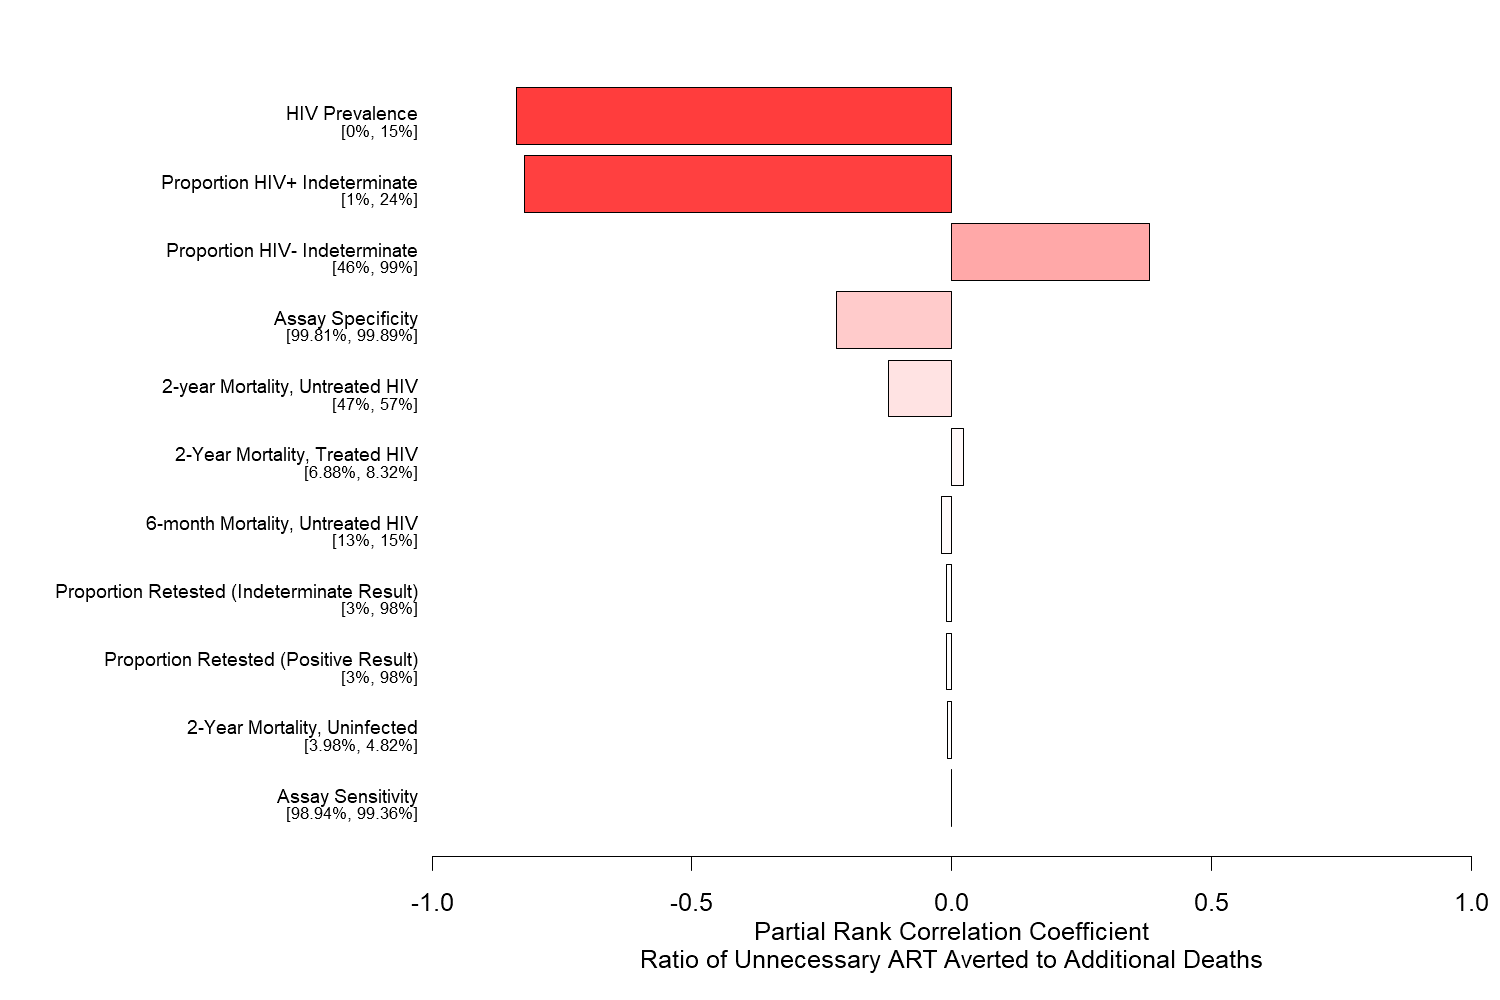 HIV Prevalence
[0%, 15%]
Proportion HIV+ Indeterminate
[1%, 24%]
Proportion HIV- Indeterminate
[46%, 99%]
Assay Specificity
[99.81%, 99.89%]
2-year Mortality, Untreated HIV
[47%, 57%]
2-Year Mortality, Treated HIV
[6.88%, 8.32%]
6-month Mortality, Untreated HIV
[13%, 15%]
Proportion Retested (Indeterminate Result)
[3%, 98%]
Proportion Retested (Positive Result)
[3%, 98%]
2-Year Mortality, Uninfected
[3.98%, 4.82%]
Assay Sensitivity
[98.94%, 99.36%]
-1.0 -0.5 0.0 0.5 1.0
Partial Rank Correlation Coefficient
Ratio of Unnecessary ART Averted to Additional Deaths